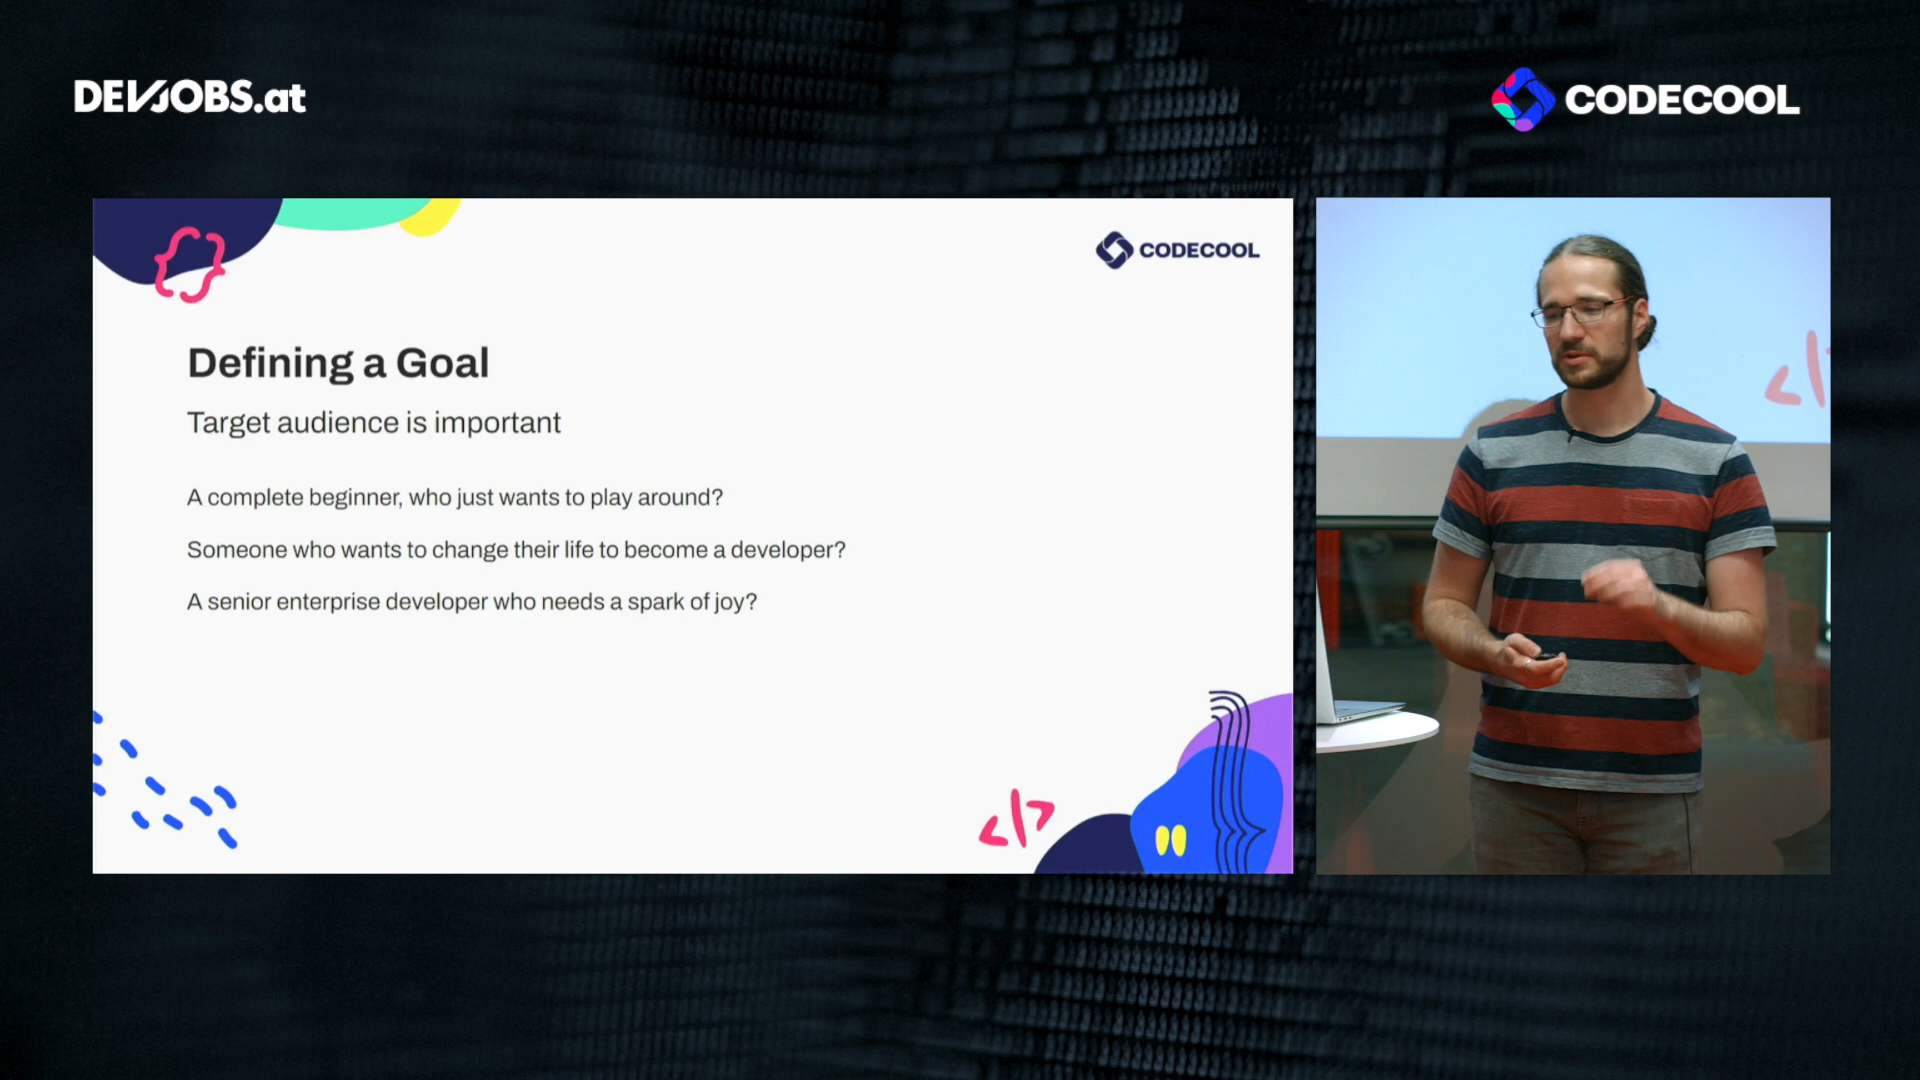 DEVJOBS.at
CODECOOL
CODECOOL
Defining a Goal
Target audience is important
A complete beginner, who just wants to play around?
Someone who wants to change their life to become a developer?
A senior enterprise developer who needs a spark of joy?